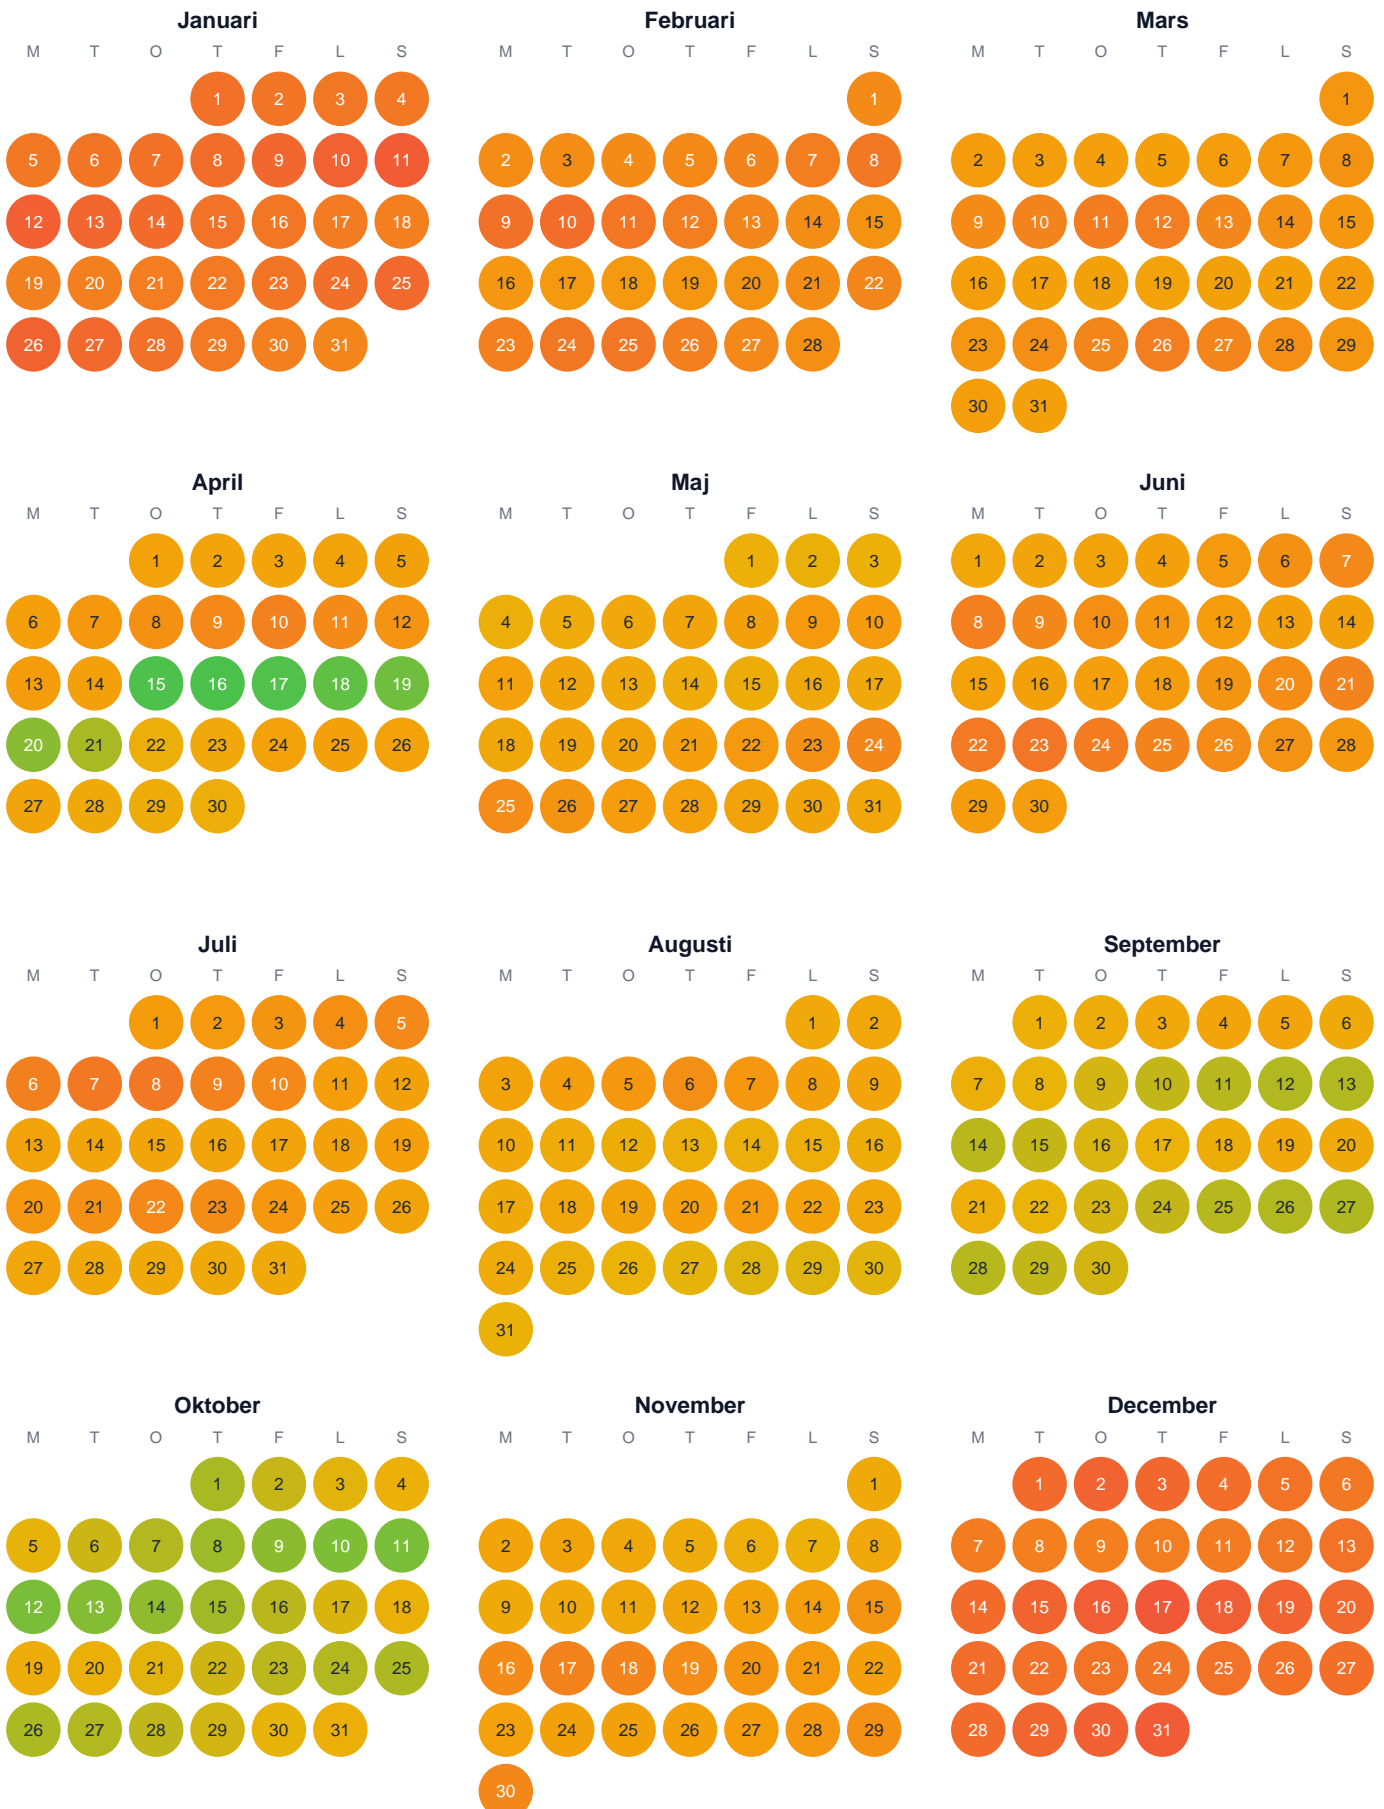 Januari Februari Mars
M T O T F L S M T O T F L S M T O T F L S
1 2 3 4 1 1
5 6 7 8 9 10 11 2 3 4 5 6 7 8 2 3 4 5 6 7 8
12 13 14 15 16 17 18 9 10 11 12 13 14 15 9 10 11 12 13 14 15
19 20 21 22 23 24 25 16 17 18 19 20 21 22 16 17 18 19 20 21 22
26 27 28 29 30 31 23 24 25 26 27 28 23 24 25 26 27 28 29
30 31
April Maj Juni
M T O T F L S M T O T F L S M T O T F L S
1 2 3 4 5 1 2 3 1 2 3 4 5 6 7
6 7 8 9 10 11 12 4 5 6 7 8 9 10 8 9 10 11 12 13 14
13 14 15 16 17 18 19 11 12 13 14 15 16 17 15 16 17 18 19 20 21
20 21 22 23 24 25 26 18 19 20 21 22 23 24 22 23 24 25 26 27 28
27 28 29 30 25 26 27 28 29 30 31 29 30
Juli Augusti September
M T O T F L S M T O T F L S M T O T F L S
1 2 3 4 5 1 2 1 2 3 4 5 6
6 7 8 9 10 11 12 3 4 5 6 7 8 9 7 8 9 10 11 12 13
13 14 15 16 17 18 19 10 11 12 13 14 15 16 14 15 16 17 18 19 20
20 21 22 23 24 25 26 17 18 19 20 21 22 23 21 22 23 24 25 26 27
27 28 29 30 31 24 25 26 27 28 29 30 28 29 30
31
Oktober November December
M T O T F L S M T O T F L S M T O T F L S
1 2 3 4 1 1 2 3 4 5 6
5 6 7 8 9 10 11 2 3 4 5 6 7 8 7 8 9 10 11 12 13
12 13 14 15 16 17 18 9 10 11 12 13 14 15 14 15 16 17 18 19 20
19 20 21 22 23 24 25 16 17 18 19 20 21 22 21 22 23 24 25 26 27
26 27 28 29 30 31 23 24 25 26 27 28 29 28 29 30 31
30